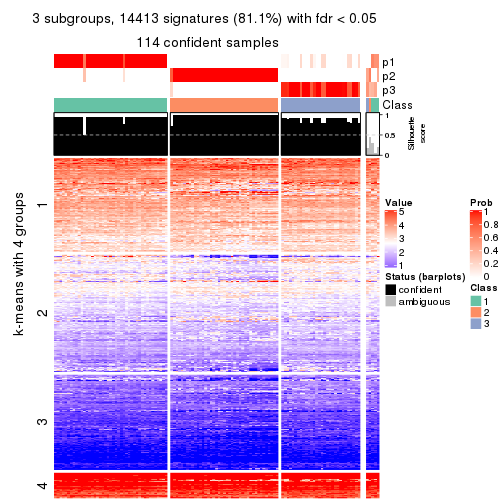 3 subgroups, 14413 signatures (81.1%) with fdr < 0.05
114 confident samples
p1
p2
p3
Class
1
0.5
0
Silhouette
score
k-means with 4 groups
1
2
3
4
Value
5
4
3
2
1
Status (barplots)
confident
ambiguous
Prob
1
0.8
0.6
0.4
0.2
0
Class
1
2
3